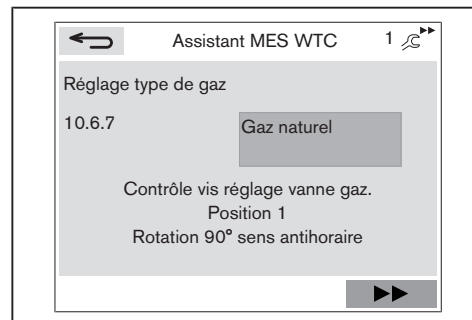 Assistant MES WTC 1
Réglage type de gaz
10.6.7 Gaz naturel
Contrôle vis réglage vanne gaz.
Position 1
Rotation 90° sens antihoraire